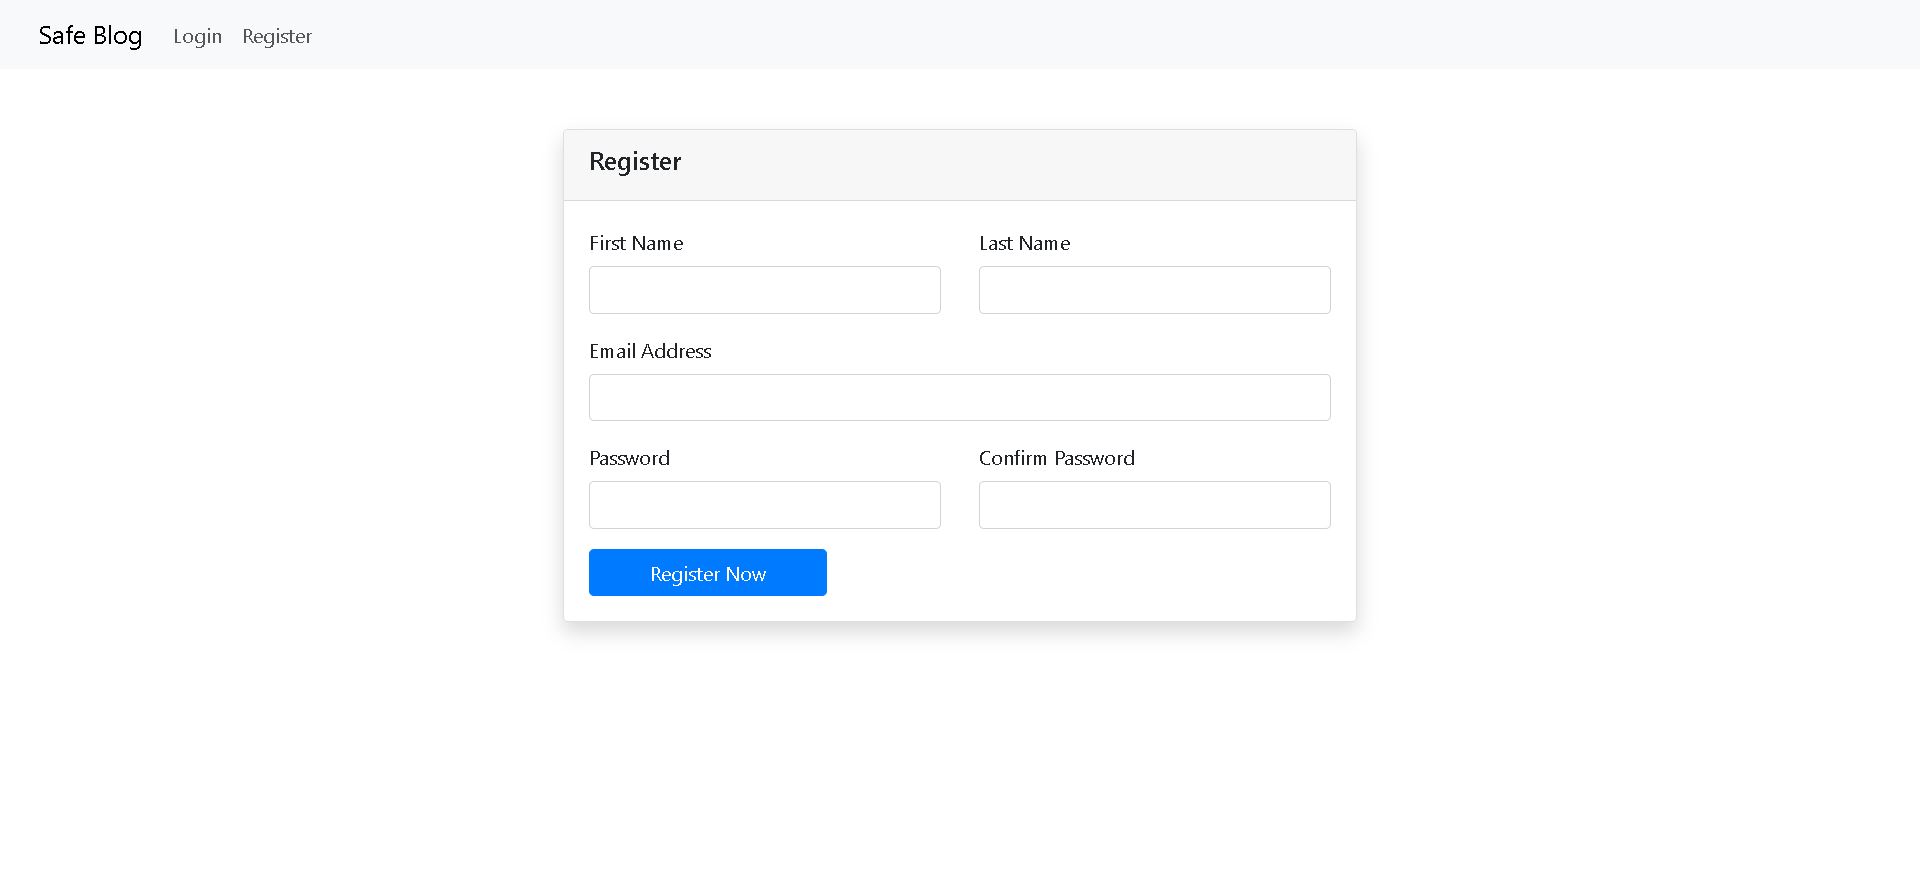 Safe Blog Login Register
Register
First Name Last Name
Email Address
Password Confirm Password
Register Now